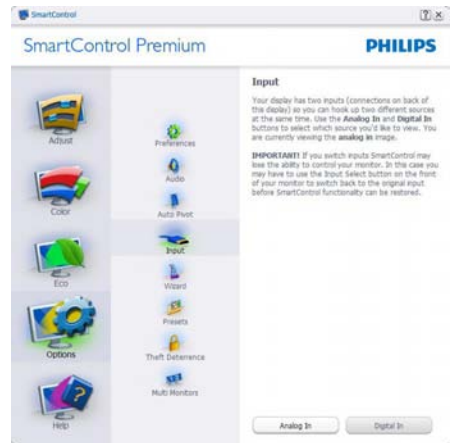 SmartControl
SmartControl Premium
PHILIPS
Adjust
Color
Eco
Options
Help
Preferences
Audio
Auto Pivot
Input
Wizard
Presets
Theft Deterrence
Multi Monitors
Input
Your display has two inputs (connections on back of
the display) so you can hook up two different sources
at the same time. Use the Analog In and Digital In
buttons to select which source you'd like to view. You
are currently viewing the analog in image.
IMPORTANT! If you switch inputs SmartControl may
lose the ability to control your monitor. In this case you
may have to use the Input Select button on the front
of your monitor to switch back to the original input
before SmartControl functionality can be restored.
Analog In
Digital In